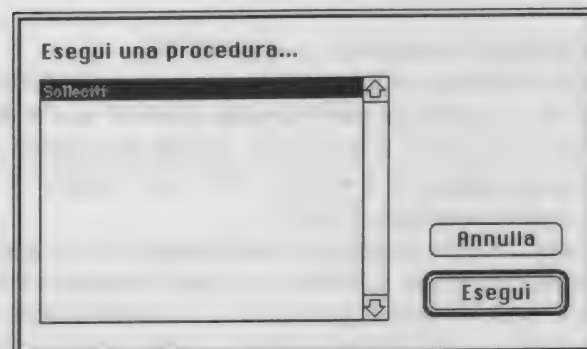 Esegui una procedura...
Solleciti
Annulla
Esegui